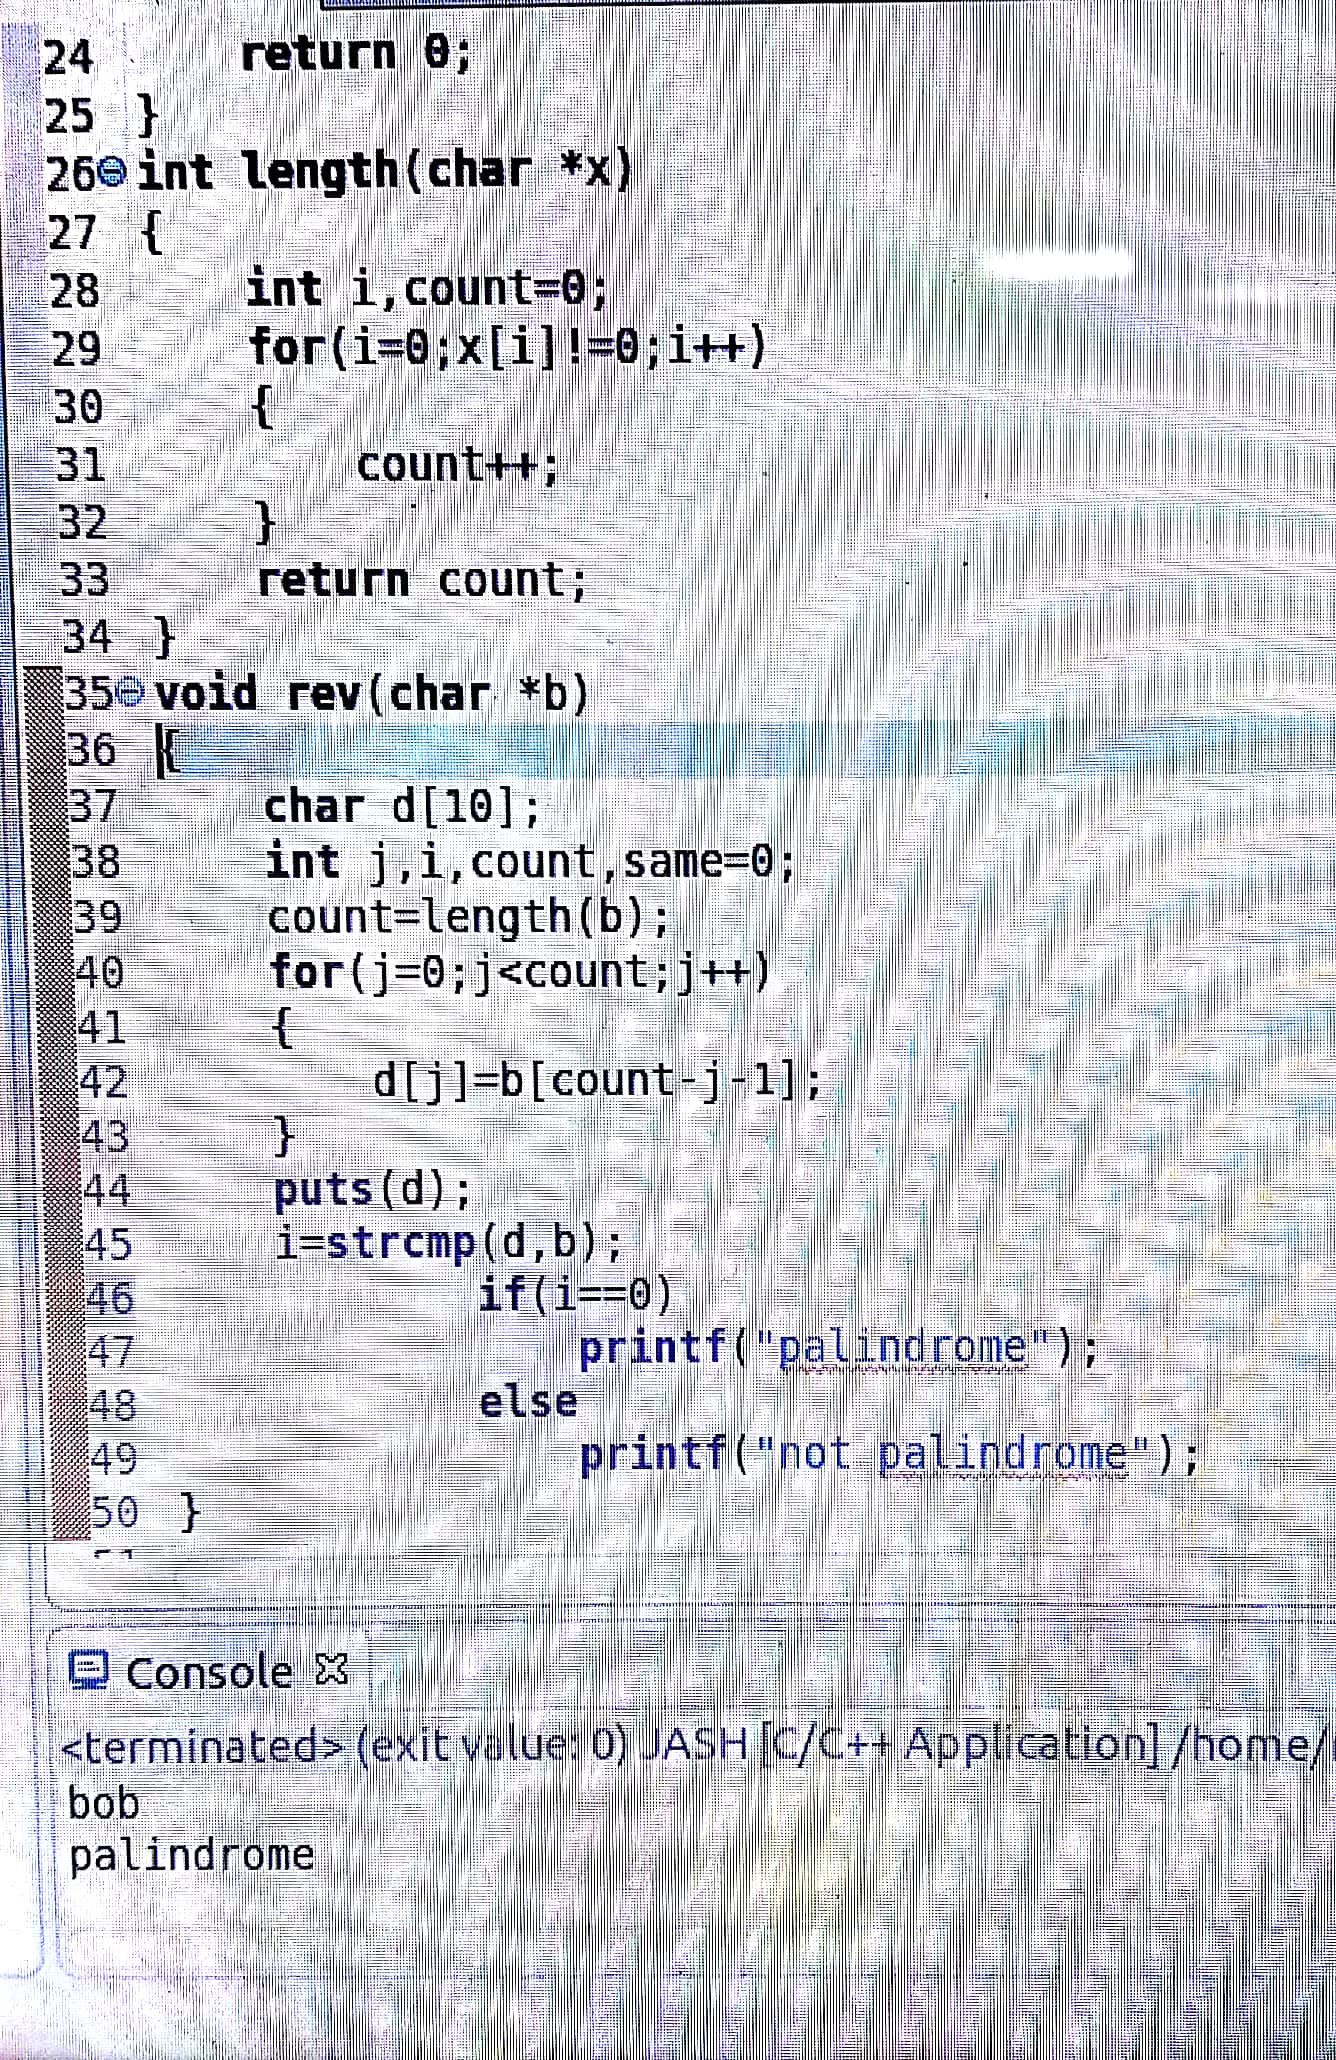 24 return 0;
25 }
26 int length(char *x)
27 {
28 int i,count=0;
29 for(i=0;x[i]!=0;i++)
30 {
31 count++;
32 }
33 return count;
34 }
35 void rev(char *b)
36 {
37 char d[10];
38 int j,i,count,same=0;
39 count=length(b);
40 for(j=0;j<count;j++)
41 {
42 d[j]=b[count-j-1];
43 }
44 puts(d);
45 i=strcmp(d,b);
46 if(i==0)
47 printf("palindrome");
48 else
49 printf("not palindrome");
50 }
Console
<terminated> (exit value: 0) JASH [C/C++ Application] /home/
bob
palindrome